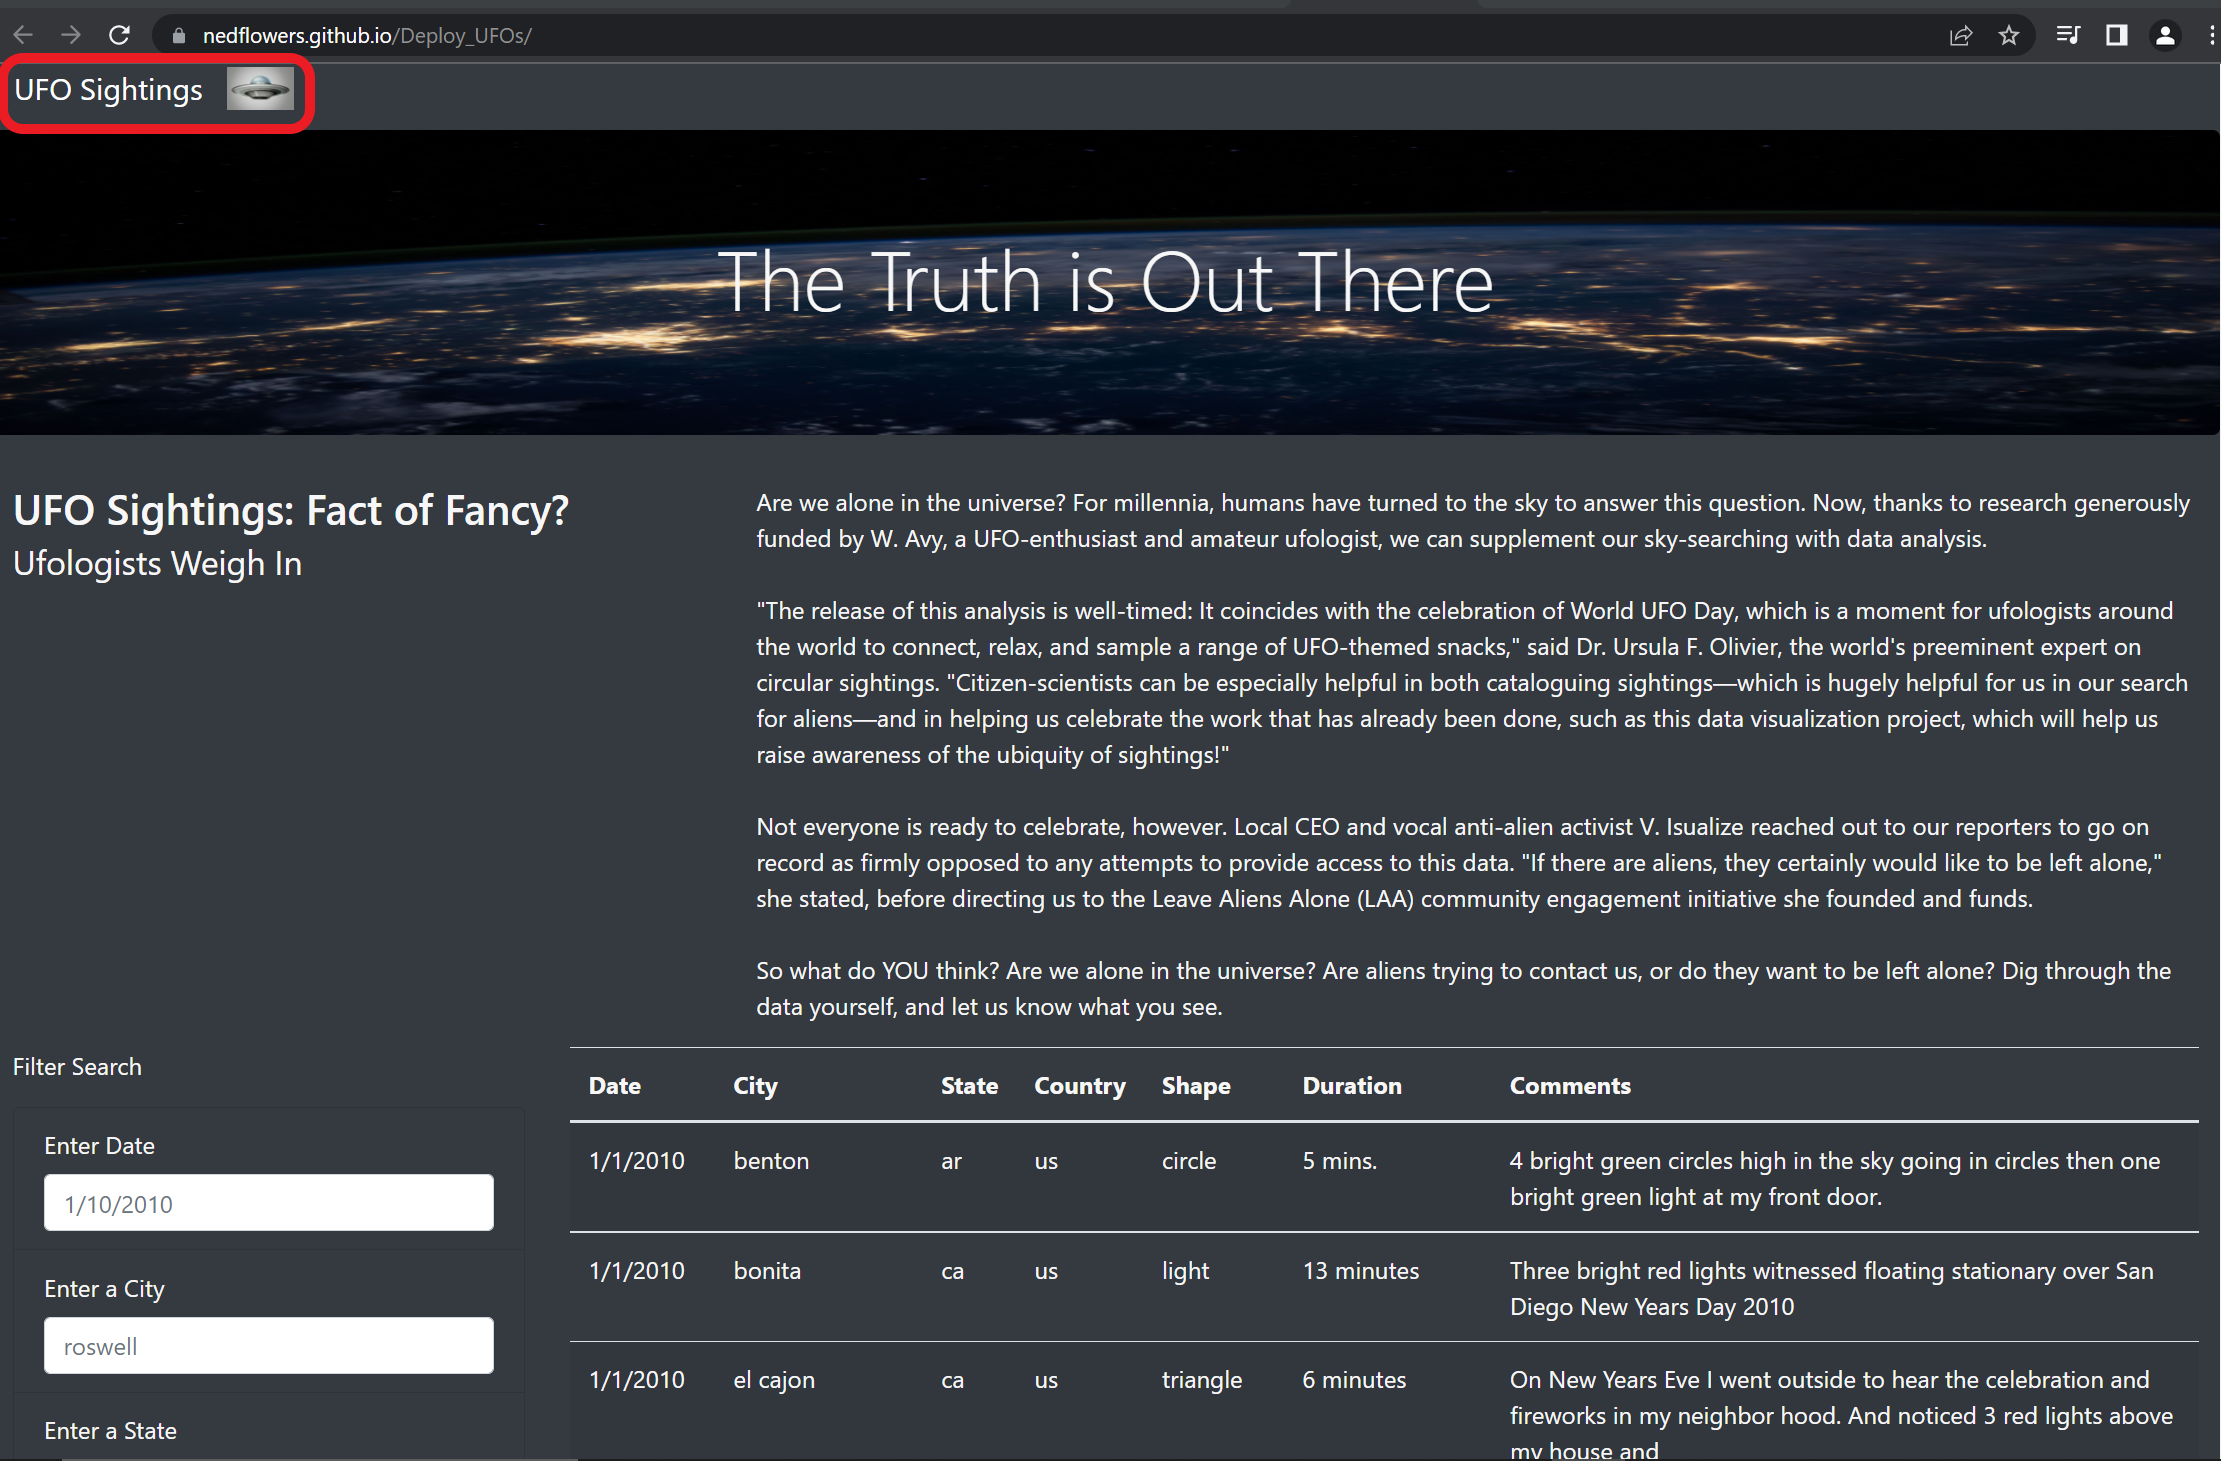 nedflowers.github.io/Deploy_UFOs/
UFO Sightings
The Truth is Out There
UFO Sightings: Fact of Fancy?
Ufologists Weigh In
Are we alone in the universe? For millennia, humans have turned to the sky to answer this question. Now, thanks to research generously
funded by W. Avy, a UFO-enthusiast and amateur ufologist, we can supplement our sky-searching with data analysis.
"The release of this analysis is well-timed: It coincides with the celebration of World UFO Day, which is a moment for ufologists around
the world to connect, relax, and sample a range of UFO-themed snacks," said Dr. Ursula F. Olivier, the world's preeminent expert on
circular sightings. "Citizen-scientists can be especially helpful in both cataloguing sightings—which is hugely helpful for us in our search
for aliens—and in helping us celebrate the work that has already been done, such as this data visualization project, which will help us
raise awareness of the ubiquity of sightings!"
Not everyone is ready to celebrate, however. Local CEO and vocal anti-alien activist V. Isualize reached out to our reporters to go on
record as firmly opposed to any attempts to provide access to this data. "If there are aliens, they certainly would like to be left alone,"
she stated, before directing us to the Leave Aliens Alone (LAA) community engagement initiative she founded and funds.
So what do YOU think? Are we alone in the universe? Are aliens trying to contact us, or do they want to be left alone? Dig through the
data yourself, and let us know what you see.
Filter Search
Enter Date
1/10/2010
Enter a City
roswell
Enter a State
Date City State Country Shape Duration Comments
1/1/2010 benton ar us circle 5 mins. 4 bright green circles high in the sky going in circles then one
bright green light at my front door.
1/1/2010 bonita ca us light 13 minutes Three bright red lights witnessed floating stationary over San
Diego New Years Day 2010
1/1/2010 el cajon ca us triangle 6 minutes On New Years Eve I went outside to hear the celebration and
fireworks in my neighbor hood. And noticed 3 red lights above
my house and